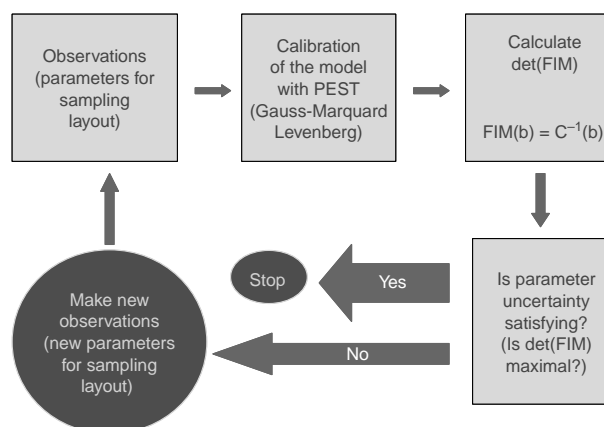 Observations
(parameters for
sampling
layout)
Calibration
of the model
with PEST
(Gauss-Marquard
Levenberg)
Calculate
det(FIM)
FIM(b) = C⁻¹(b)
Is parameter
uncertainty
satisfying?
(Is det(FIM)
maximal?)
Yes
Stop
No
Make new
observations
(new parameters
for sampling
layout)